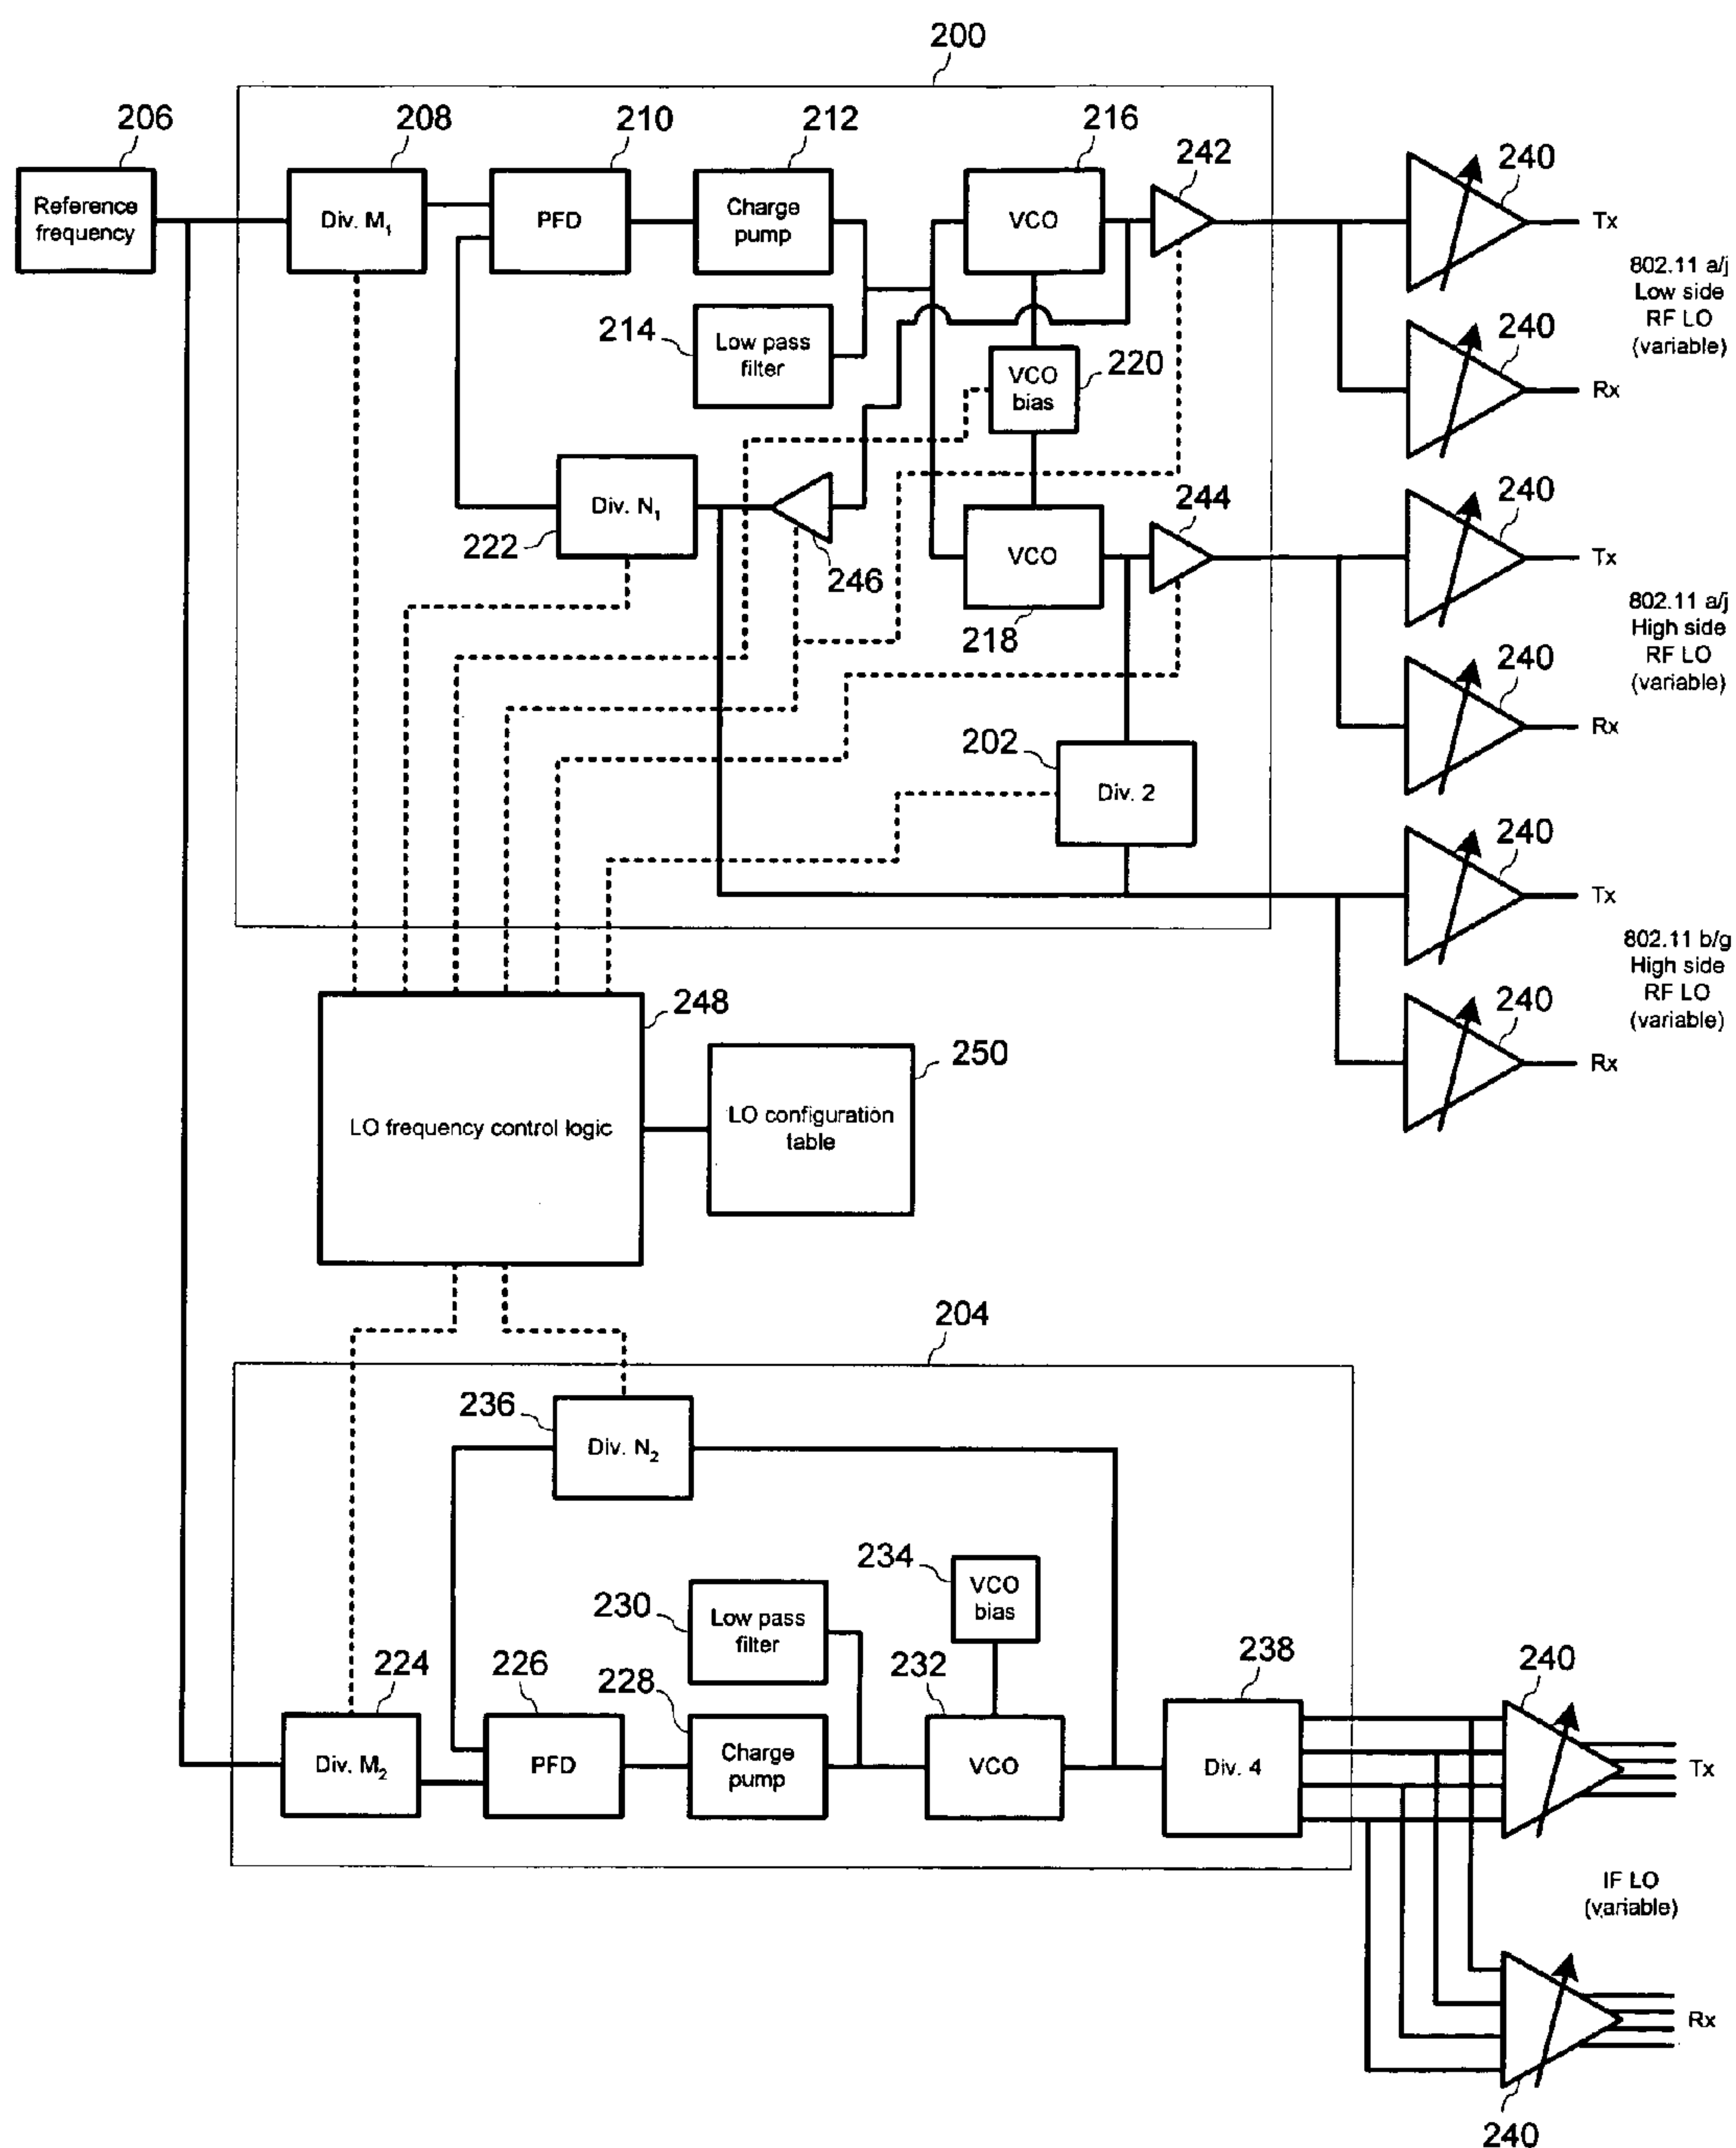 200
206
208
210
212
216
242
240
Reference
frequency
Div. M1
PFD
Charge
pump
VCO
Tx
802.11 a/j
Low side
RF LO
(variable)
240
214
Low pass
filter
VCO
bias
220
Rx
240
244
Div. N1
222
246
VCO
218
Tx
802.11 a/j
High side
RF LO
(variable)
240
Rx
202
Div. 2
240
Tx
802.11 b/g
High side
RF LO
(variable)
240
Rx
248
250
LO frequency control logic
LO configuration
table
204
236
Div. N2
234
VCO
bias
230
Low pass
filter
224
226
228
232
238
240
Div. M2
PFD
Charge
pump
VCO
Div. 4
Tx
IF LO
(variable)
Rx
240